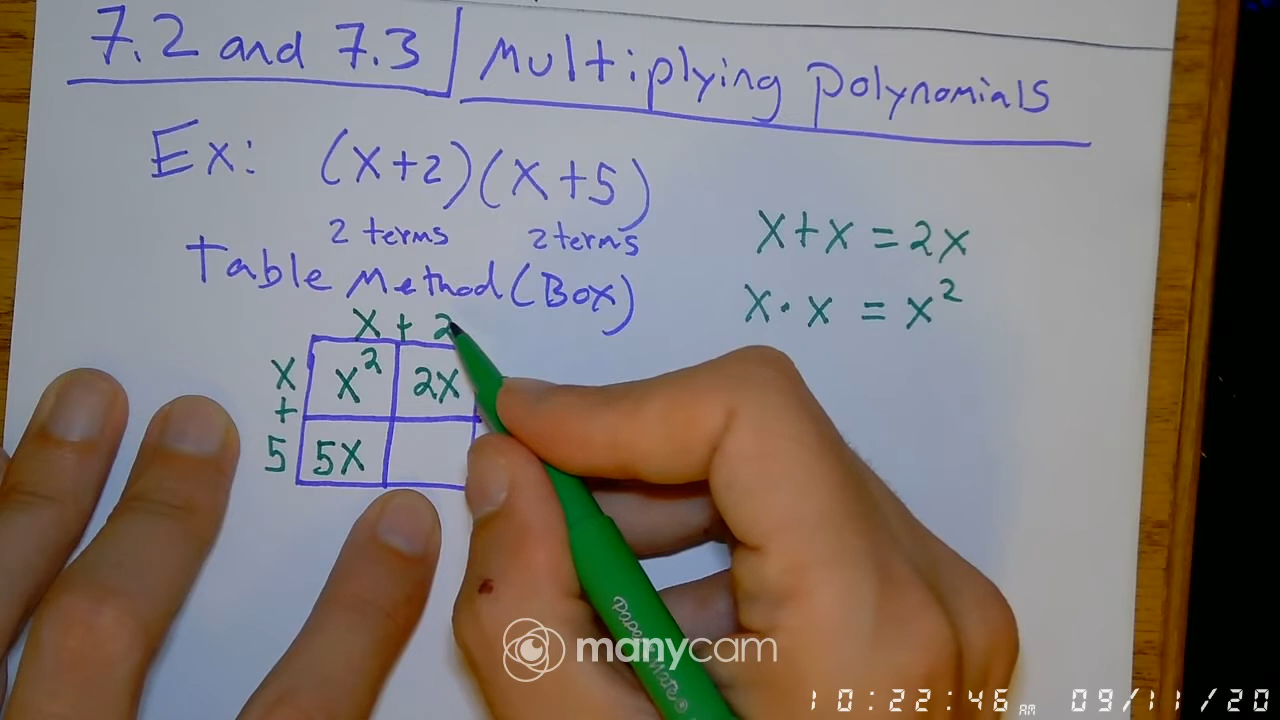 7.2 and 7.3 | Multiplying Polynomials
Ex: (x+2)(x+5)
2 terms 2 terms
Table Method (Box)
x + 2
x x² 2x
+
5 5x
x+x = 2x
x·x = x²
manycam
10:22:46 AM 09/11/20